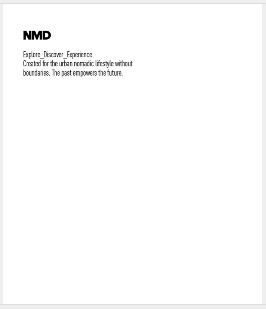 NMD
Explore_Discover_Experience
Created for the urban nomadic lifestyle without
boundaries. The past empowers the future.